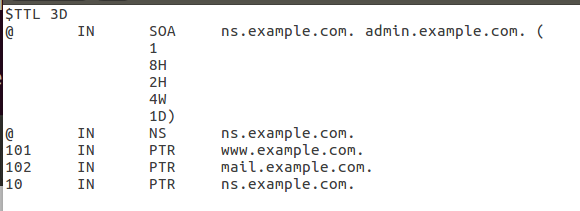 $TTL 3D
@ IN SOA ns.example.com. admin.example.com. (
1
8H
2H
4W
1D)
@ IN NS ns.example.com.
101 IN PTR www.example.com.
102 IN PTR mail.example.com.
10 IN PTR ns.example.com.